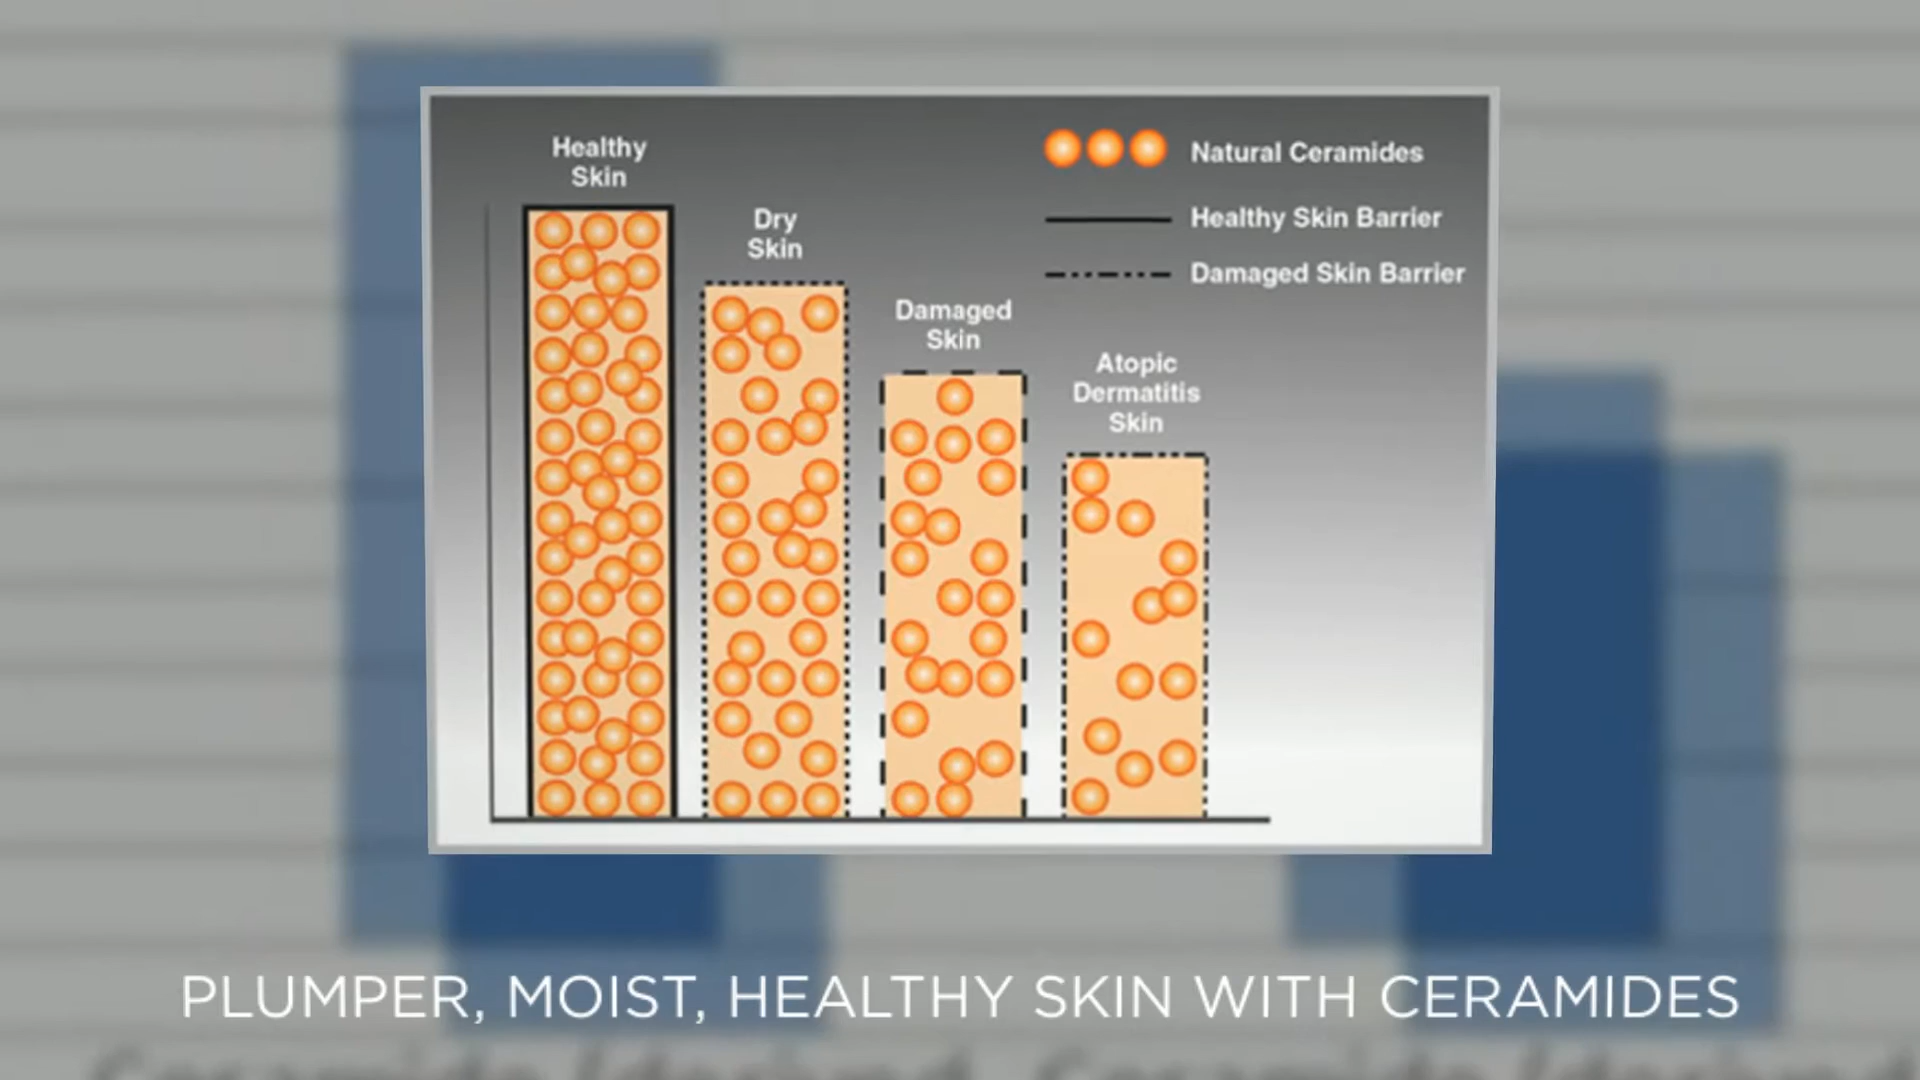 Healthy
Skin
Dry
Skin
Damaged
Skin
Atopic
Dermatitis
Skin
Natural Ceramides
Healthy Skin Barrier
Damaged Skin Barrier
PLUMPER, MOIST, HEALTHY SKIN WITH CERAMIDES